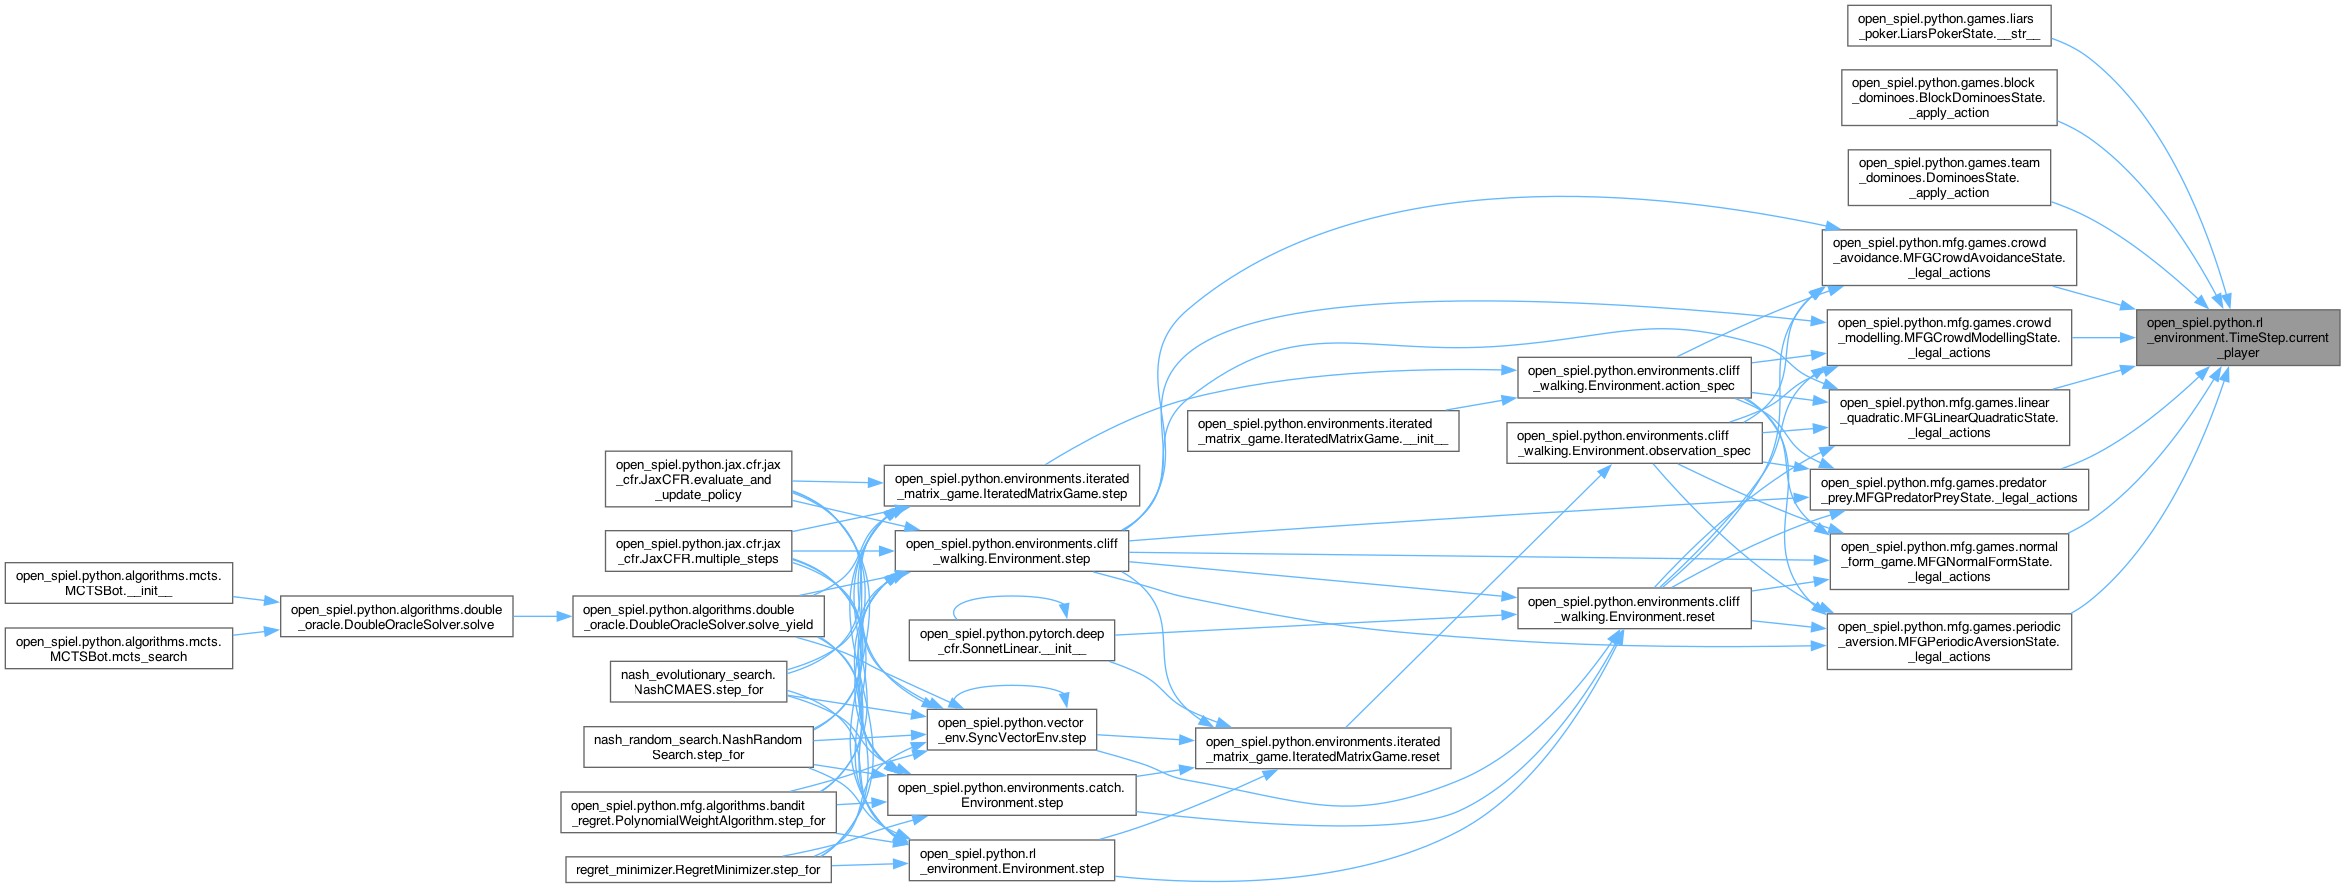 open_spiel.python.games.liars
_poker.LiarsPokerState.__str__
open_spiel.python.games.block
_dominoes.BlockDominoesState.
_apply_action
open_spiel.python.games.team
_dominoes.DominoesState.
_apply_action
open_spiel.python.mfg.games.crowd
_avoidance.MFGCrowdAvoidanceState.
_legal_actions
open_spiel.python.mfg.games.crowd
_modelling.MFGCrowdModellingState.
_legal_actions
open_spiel.python.rl
_environment.TimeStep.current
_player
open_spiel.python.environments.cliff
_walking.Environment.action_spec
open_spiel.python.mfg.games.linear
_quadratic.MFGLinearQuadraticState.
_legal_actions
open_spiel.python.environments.iterated
_matrix_game.IteratedMatrixGame.__init__
open_spiel.python.environments.cliff
_walking.Environment.observation_spec
open_spiel.python.jax.cfr.jax
_cfr.JaxCFR.evaluate_and
_update_policy
open_spiel.python.environments.iterated
_matrix_game.IteratedMatrixGame.step
open_spiel.python.mfg.games.predator
_prey.MFGPredatorPreyState._legal_actions
open_spiel.python.jax.cfr.jax
_cfr.JaxCFR.multiple_steps
open_spiel.python.environments.cliff
_walking.Environment.step
open_spiel.python.mfg.games.normal
_form_game.MFGNormalFormState.
_legal_actions
open_spiel.python.algorithms.mcts.
MCTSBot.__init__
open_spiel.python.algorithms.double
_oracle.DoubleOracleSolver.solve
open_spiel.python.algorithms.double
_oracle.DoubleOracleSolver.solve_yield
open_spiel.python.environments.cliff
_walking.Environment.reset
open_spiel.python.algorithms.mcts.
MCTSBot.mcts_search
open_spiel.python.pytorch.deep
_cfr.SonnetLinear.__init__
open_spiel.python.mfg.games.periodic
_aversion.MFGPeriodicAversionState.
_legal_actions
nash_evolutionary_search.
NashCMAES.step_for
open_spiel.python.vector
_env.SyncVectorEnv.step
nash_random_search.NashRandom
Search.step_for
open_spiel.python.environments.iterated
_matrix_game.IteratedMatrixGame.reset
open_spiel.python.environments.catch.
Environment.step
open_spiel.python.mfg.algorithms.bandit
_regret.PolynomialWeightAlgorithm.step_for
open_spiel.python.rl
_environment.Environment.step
regret_minimizer.RegretMinimizer.step_for